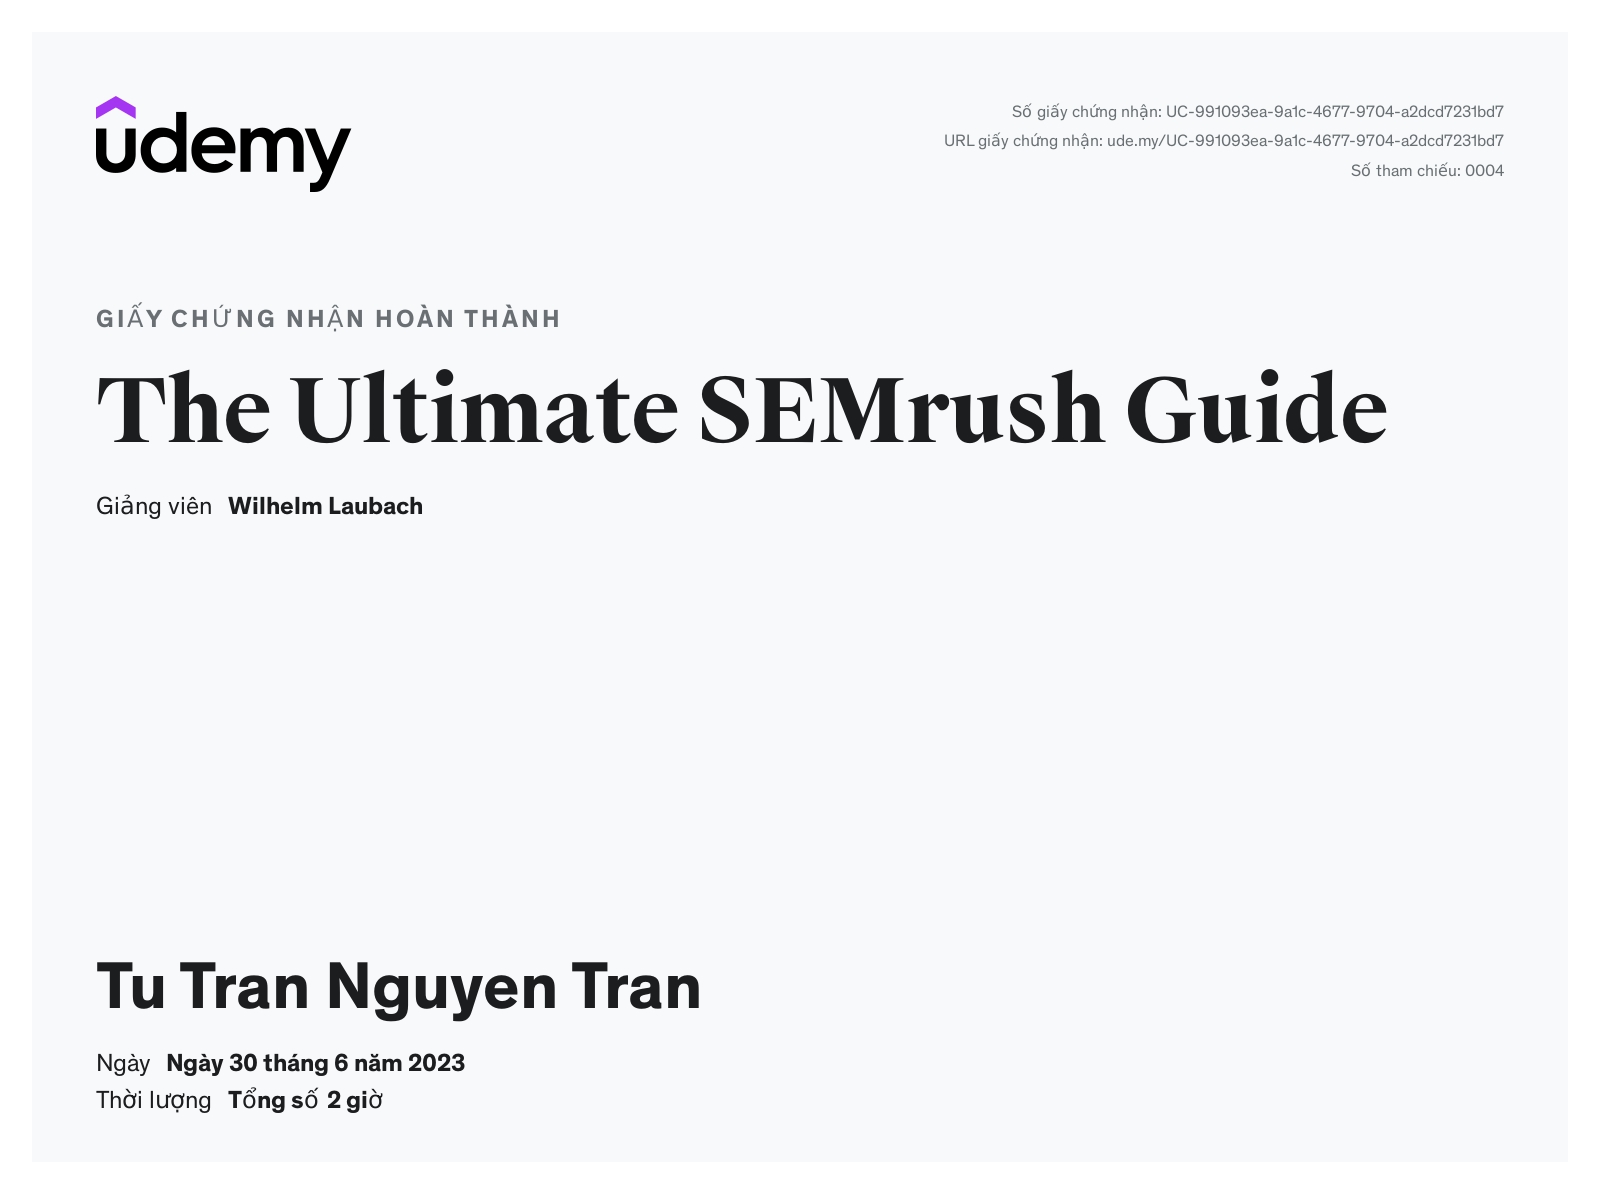 udemy
Số giấy chứng nhận: UC-991093ea-9a1c-4677-9704-a2dcd7231bd7
URL giấy chứng nhận: ude.my/UC-991093ea-9a1c-4677-9704-a2dcd7231bd7
Số tham chiếu: 0004
GIẤY CHỨNG NHẬN HOÀN THÀNH
The Ultimate SEMrush Guide
Giảng viên Wilhelm Laubach
Tu Tran Nguyen Tran
Ngày Ngày 30 tháng 6 năm 2023
Thời lượng Tổng số 2 giờ